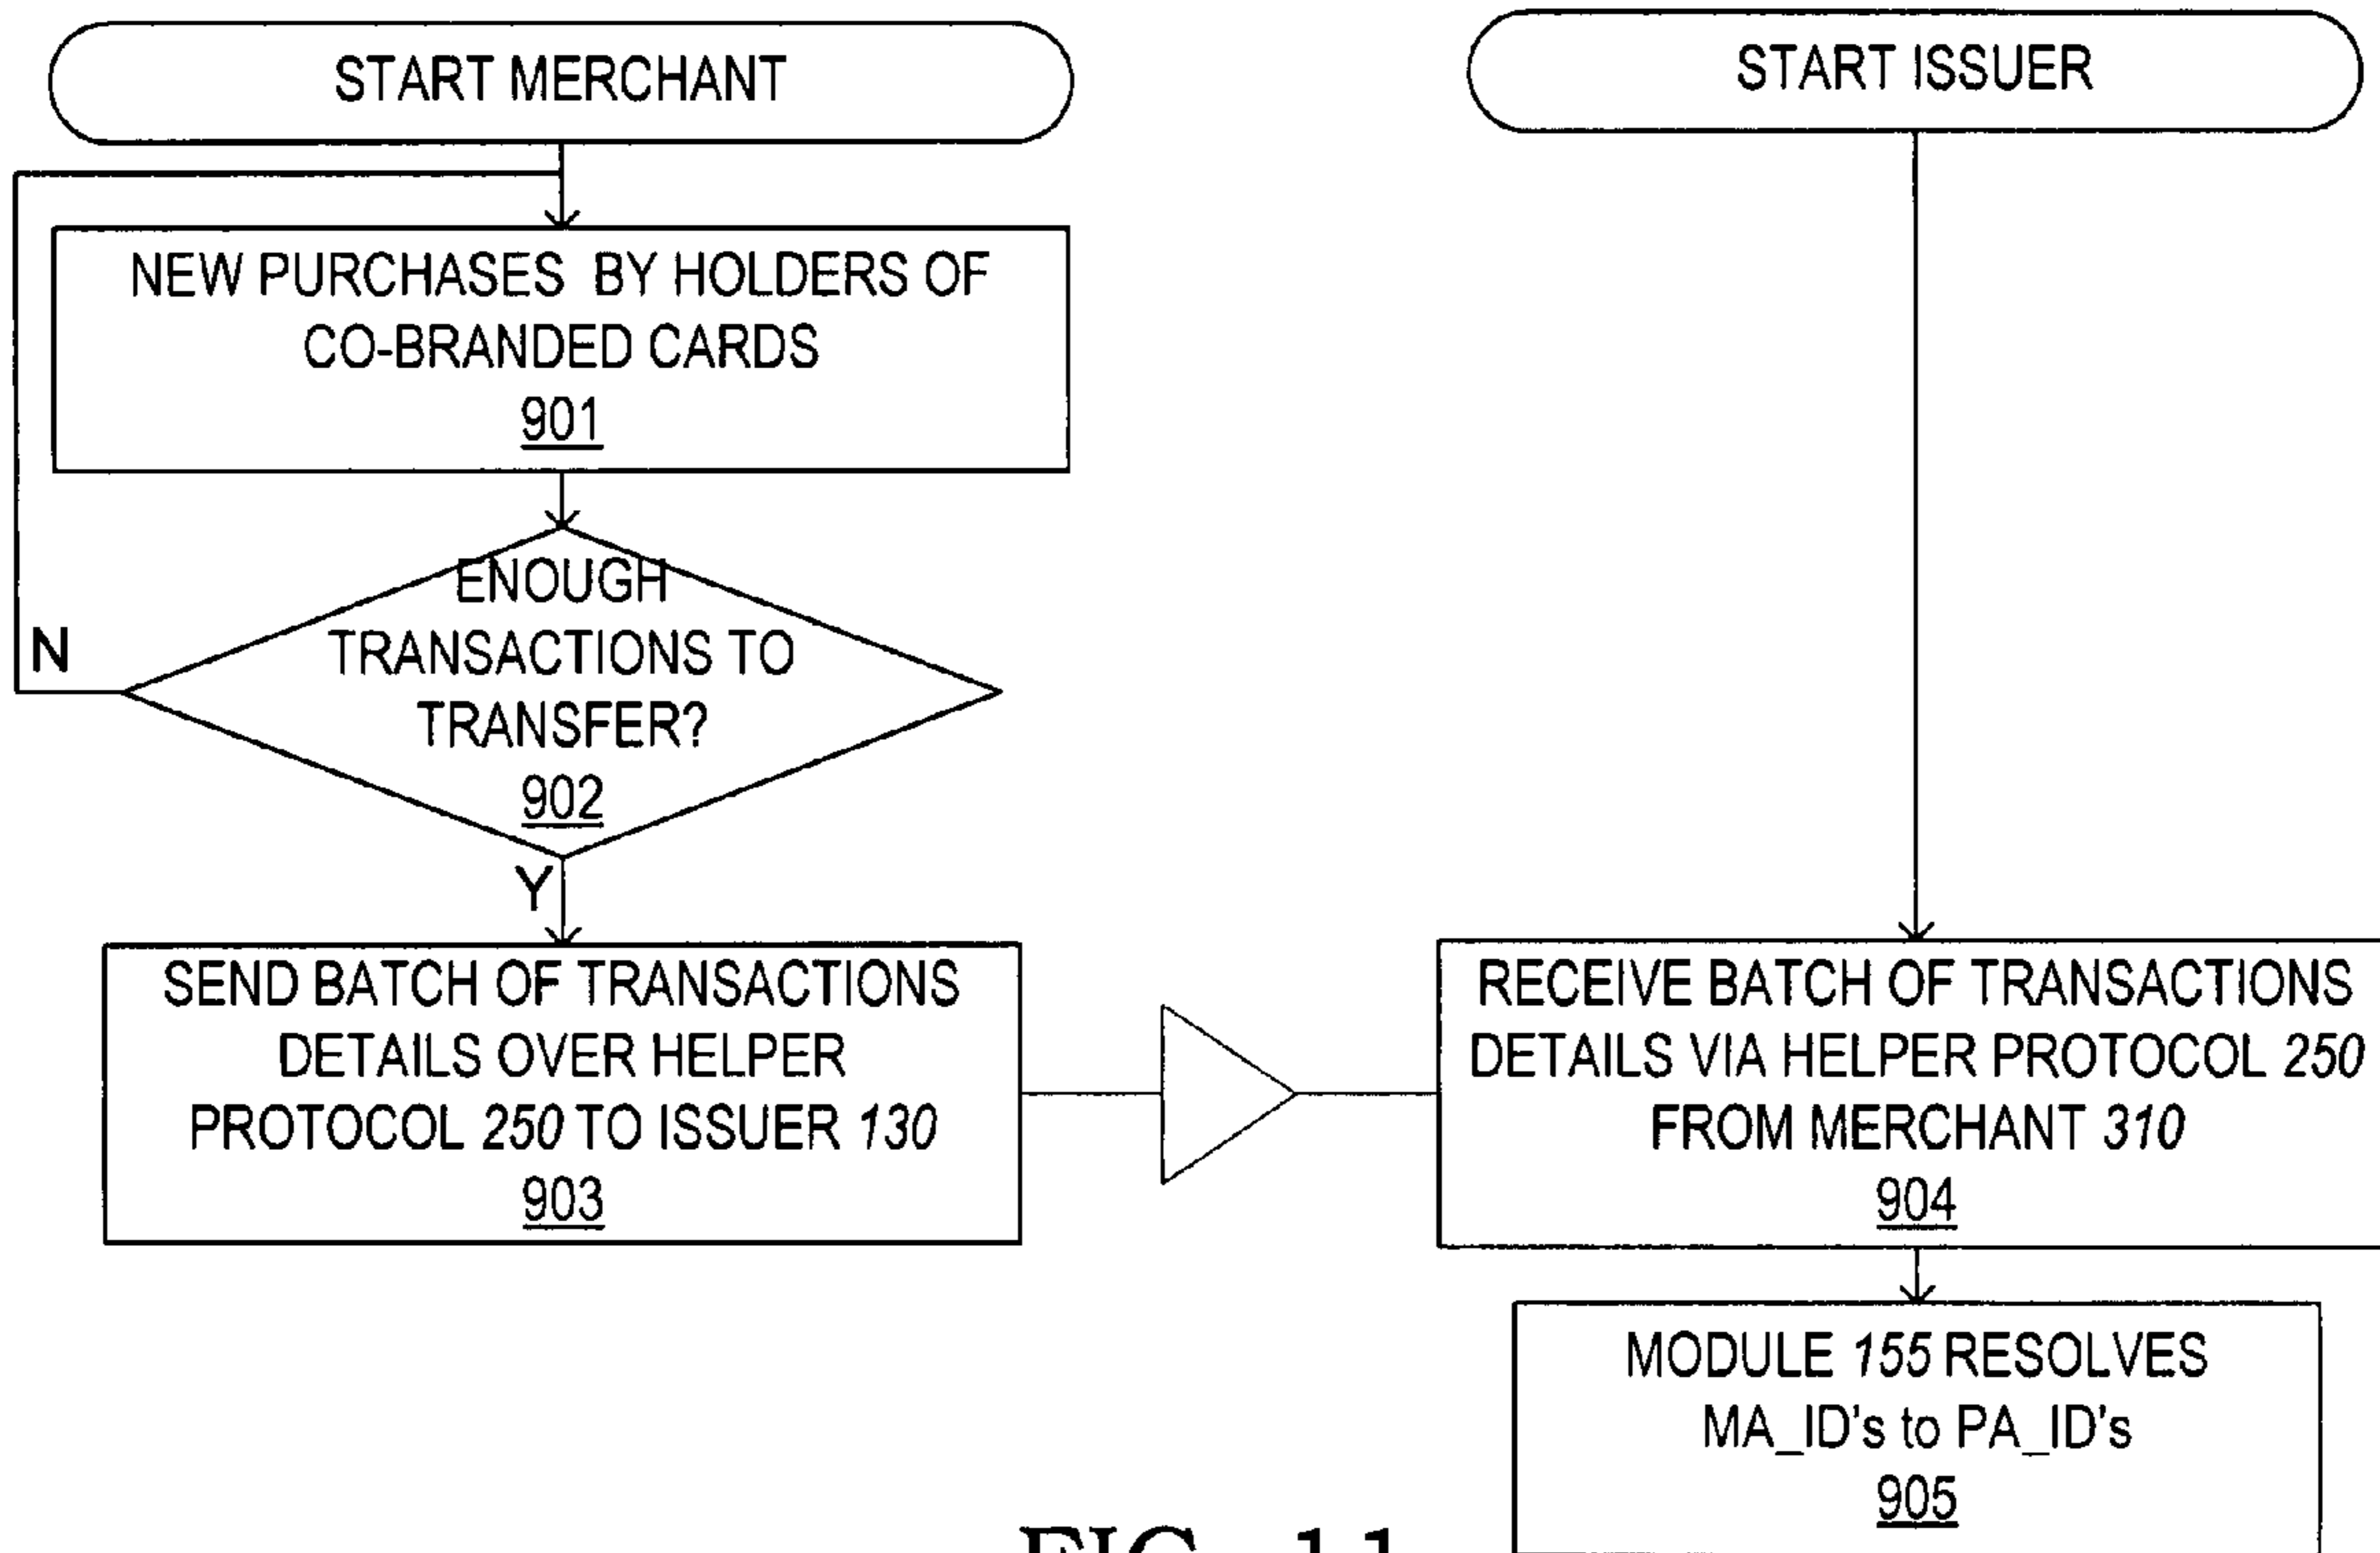 START MERCHANT
NEW PURCHASES BY HOLDERS OF
CO-BRANDED CARDS
901
ENOUGH
TRANSACTIONS TO
TRANSFER?
902
N
Y
SEND BATCH OF TRANSACTIONS
DETAILS OVER HELPER
PROTOCOL 250 TO ISSUER 130
903
START ISSUER
RECEIVE BATCH OF TRANSACTIONS
DETAILS VIA HELPER PROTOCOL 250
FROM MERCHANT 310
904
MODULE 155 RESOLVES
MA_ID's to PA_ID's
905
FIG. 11